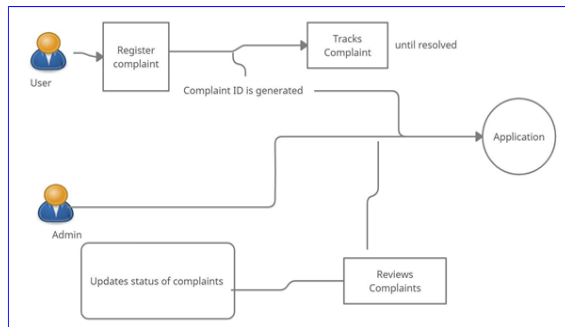 User
Register
complaint
Tracks
Complaint
until resolved
Complaint ID is generated
Application
Admin
Updates status of complaints
Reviews
Complaints